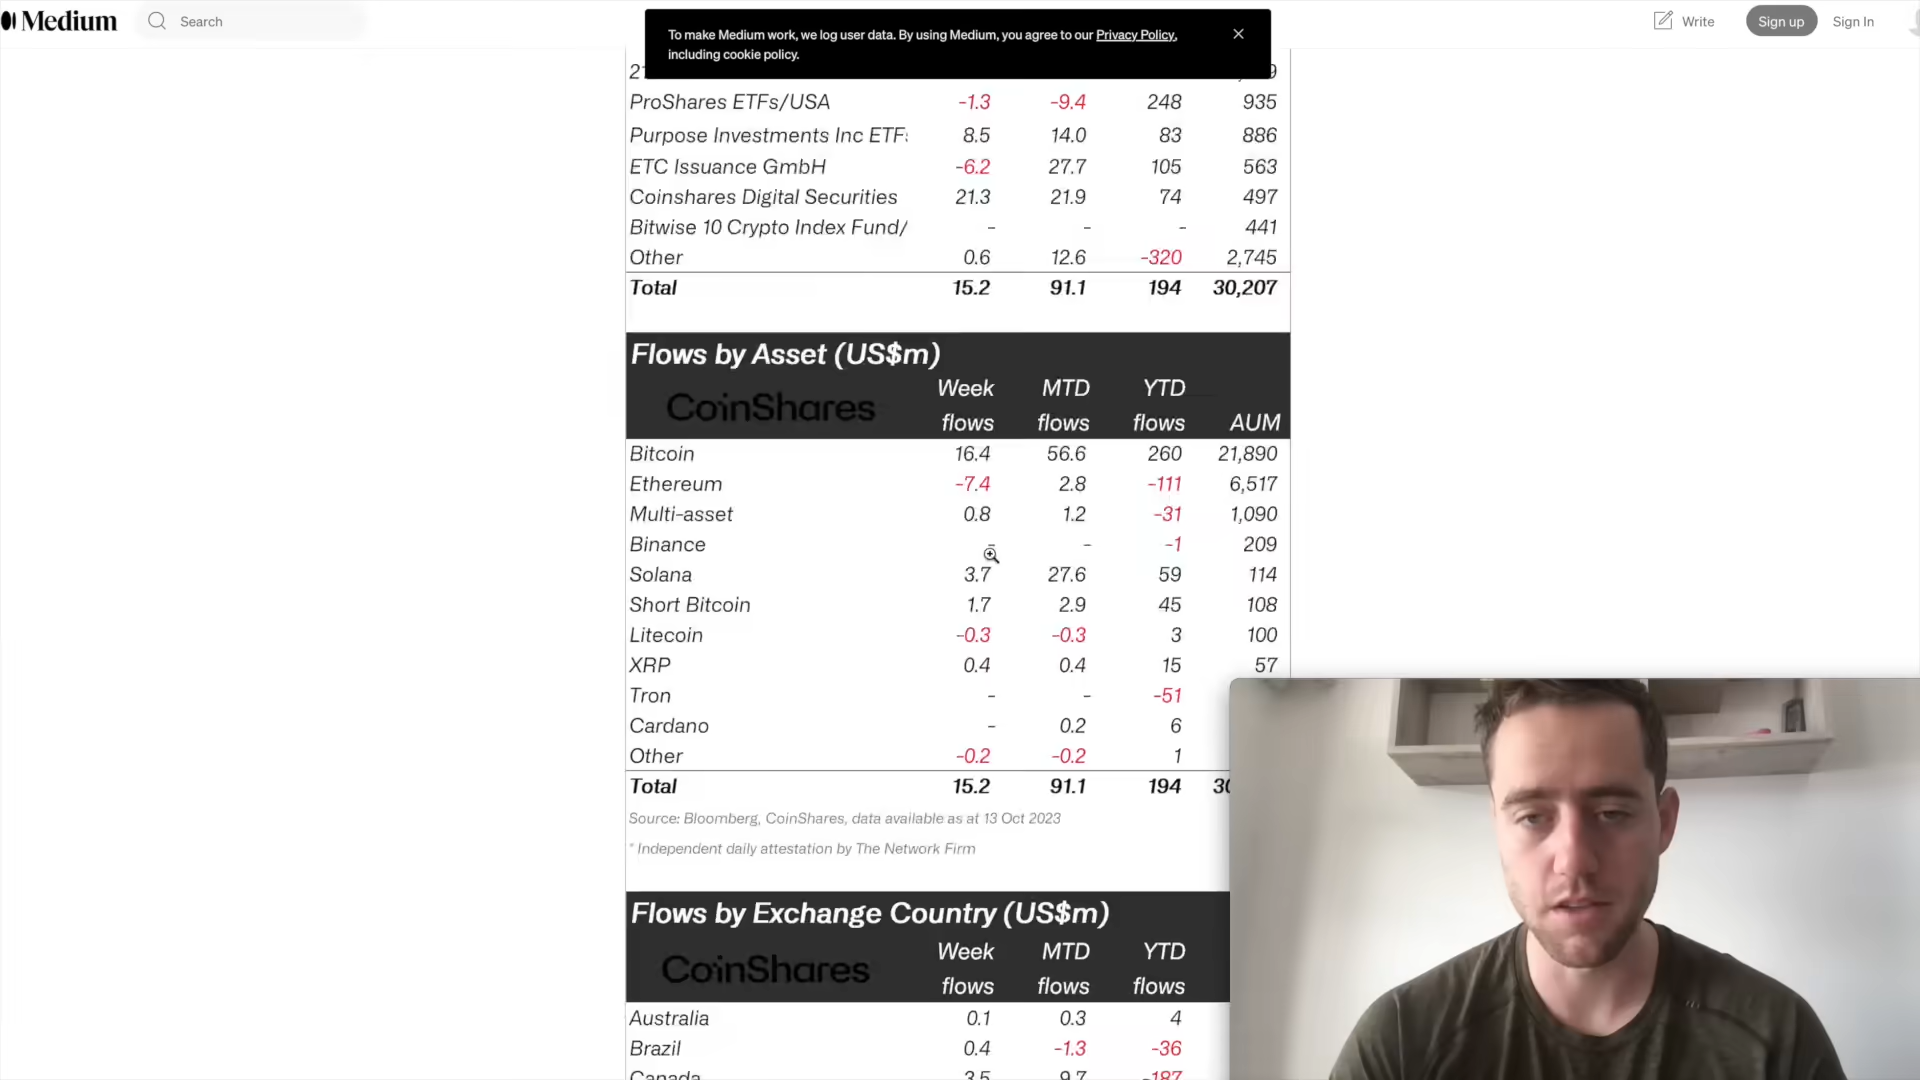 Medium
Search
To make Medium work, we log user data. By using Medium, you agree to our Privacy Policy,
including cookie policy.
Write
Sign up
Sign In
ProShares ETFs/USA -1.3 -9.4 248 935
Purpose Investments Inc ETF 8.5 14.0 83 886
ETC Issuance GmbH -6.2 27.7 105 563
Coinshares Digital Securities 21.3 21.9 74 497
Bitwise 10 Crypto Index Fund/ - - - 441
Other 0.6 12.6 -320 2,745
Total 15.2 91.1 194 30,207
Flows by Asset (US$m)
CoinShares
Week MTD YTD
flows flows flows AUM
Bitcoin 16.4 56.6 260 21,890
Ethereum -7.4 2.8 -111 6,517
Multi-asset 0.8 1.2 -31 1,090
Binance - - -1 209
Solana 3.7 27.6 59 114
Short Bitcoin 1.7 2.9 45 108
Litecoin -0.3 -0.3 3 100
XRP 0.4 0.4 15 57
Tron - - -51
Cardano - 0.2 6
Other -0.2 -0.2 1
Total 15.2 91.1 194
Source: Bloomberg, CoinShares, data available as at 13 Oct 2023
* Independent daily attestation by The Network Firm
Flows by Exchange Country (US$m)
CoinShares
Week MTD YTD
flows flows flows
Australia 0.1 0.3 4
Brazil 0.4 -1.3 -36
Canada 3.5 9.7 -187